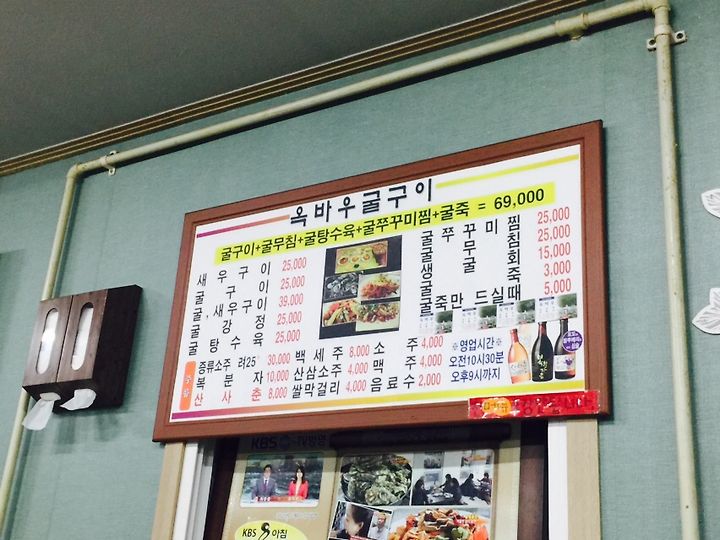 옥바우굴구이
굴구이+굴무침+굴탕수육+굴쭈꾸미찜+굴죽 = 69,000
새우구이 25,000
굴구이 25,000
굴,새우구이 39,000
굴강정 25,000
굴탕수육 25,000
굴쭈꾸미찜 25,000
굴무침 25,000
생굴회 15,000
굴죽 3,000
굴죽만 드실때 5,000
증류소주 려25° 30,000 백세주 8,000 소주 4,000
복분자 10,000 산삼소주 4,000 맥주 4,000
산사춘 8,000 쌀막걸리 4,000 음료수 2,000
※영업시간※
오전10시30분
오후9시까지
KBS TV방영
KBS 아침